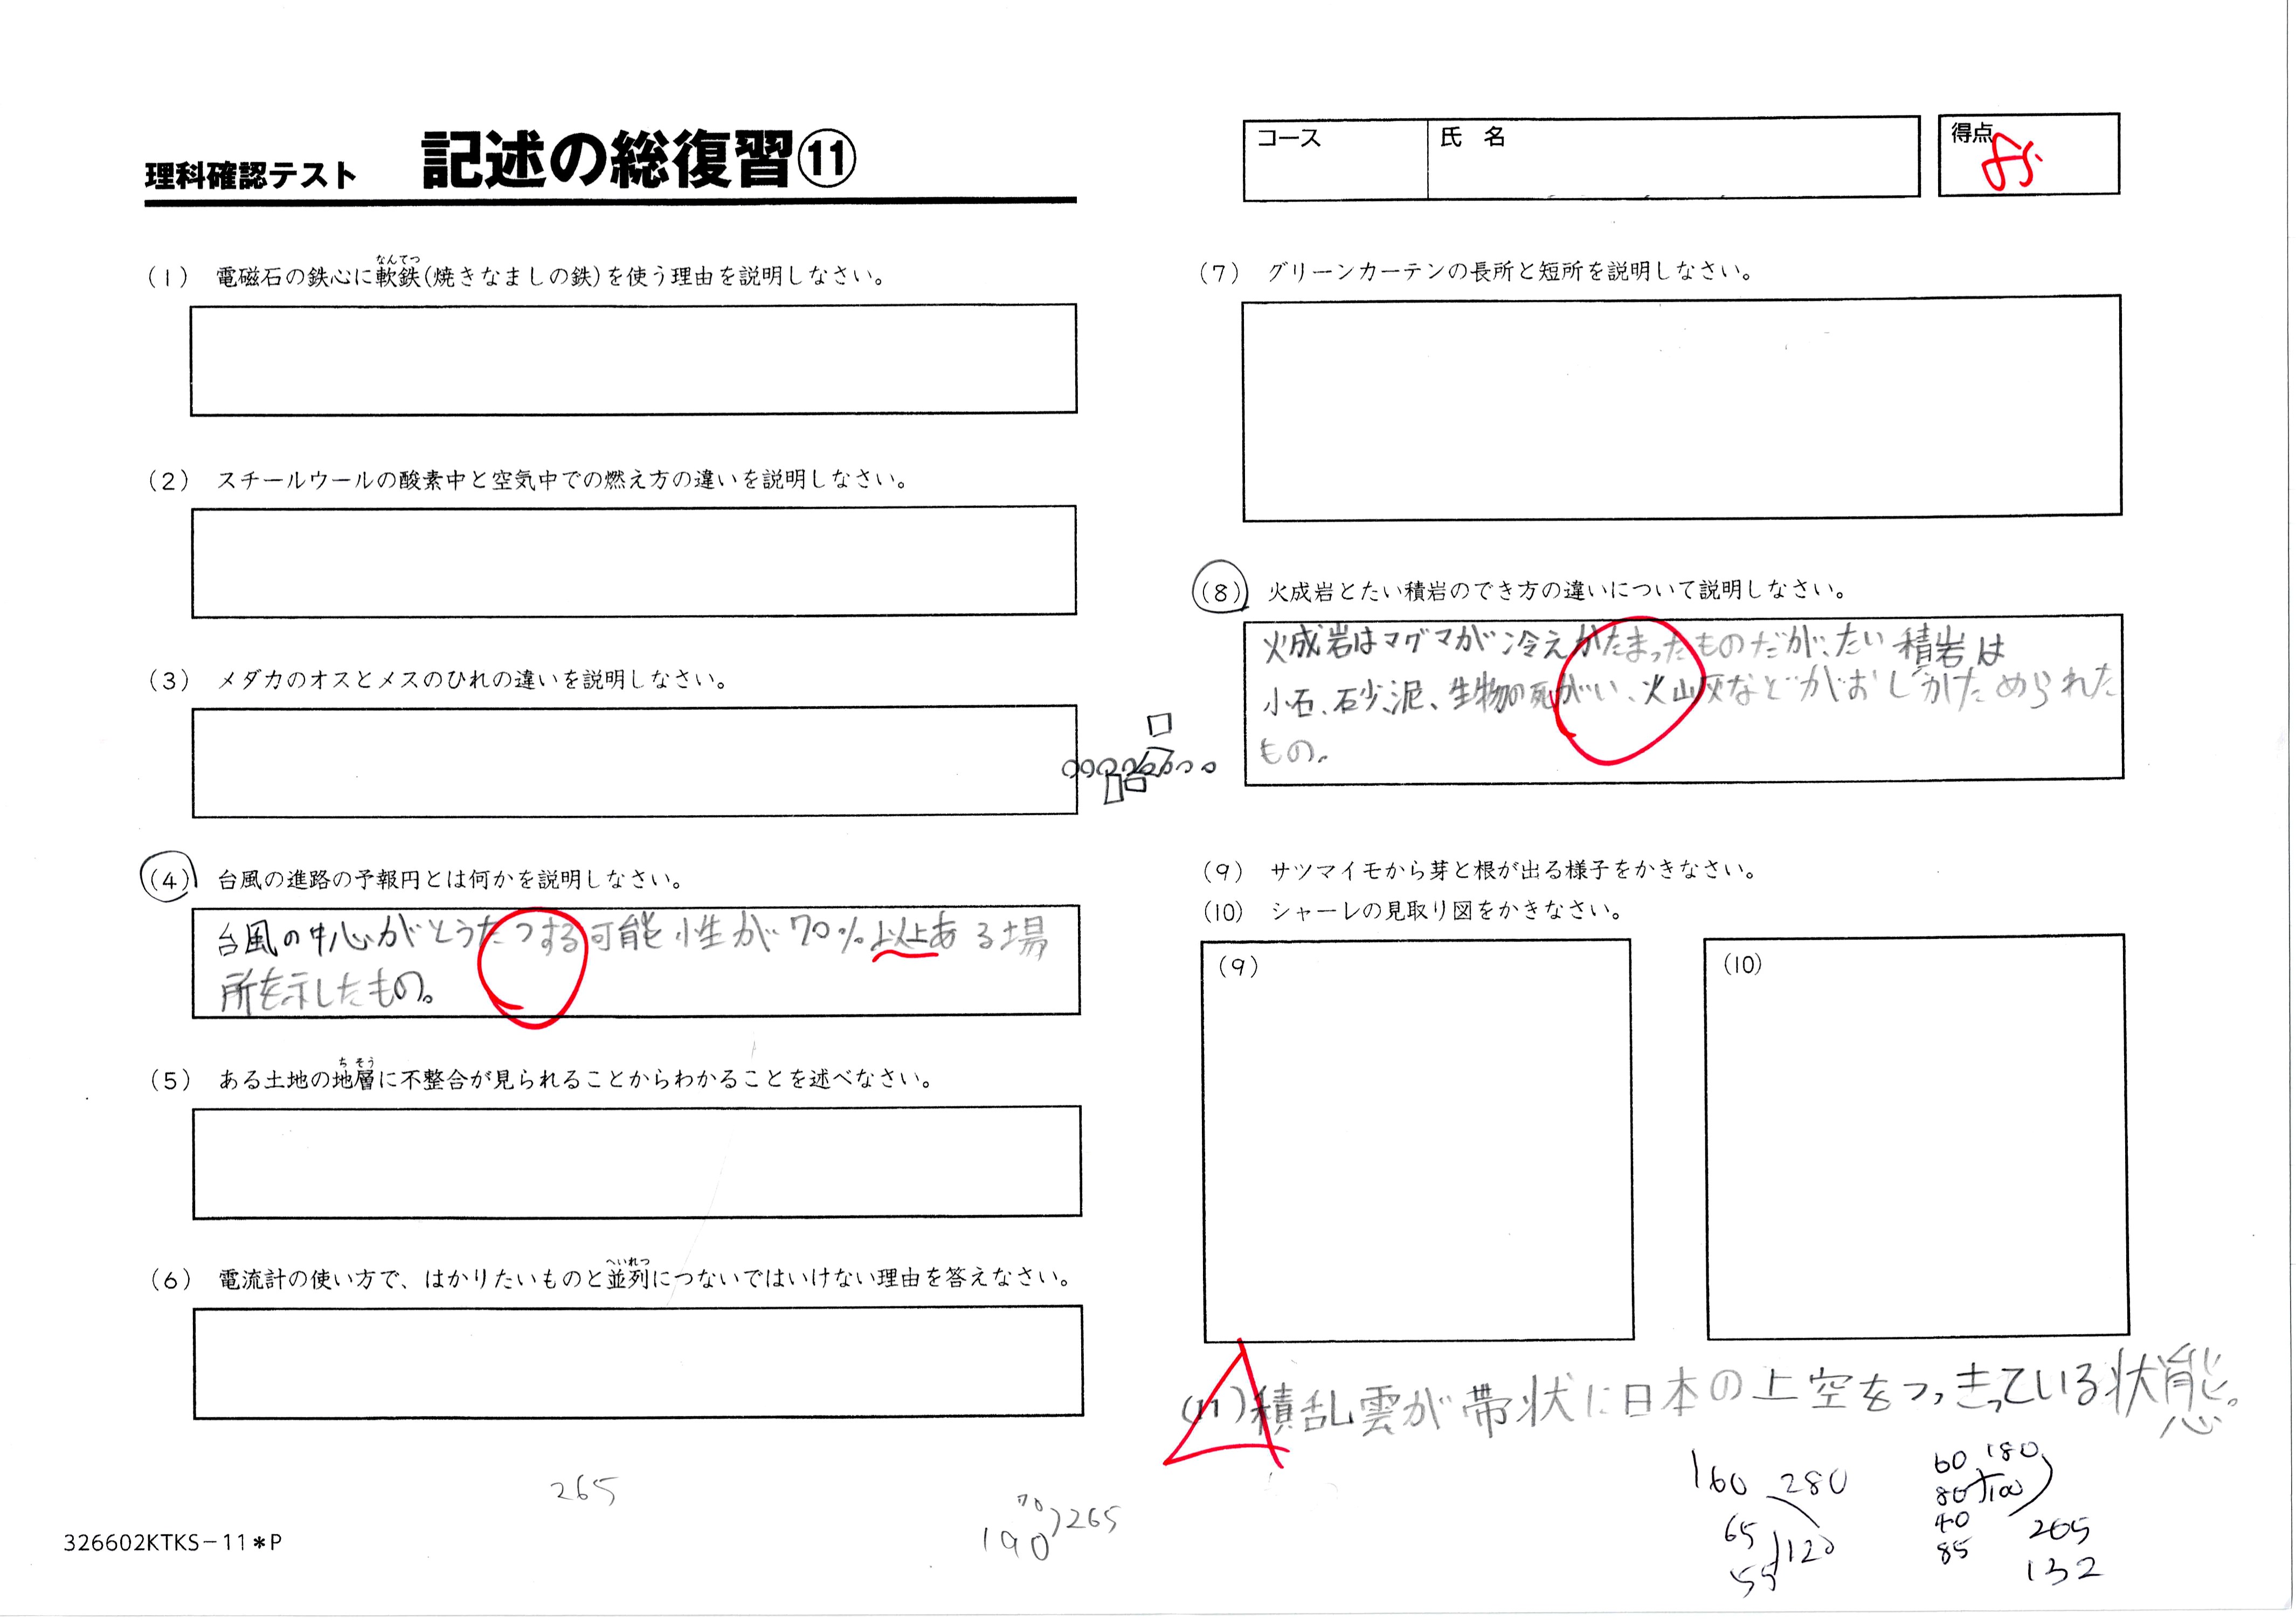 理科確認テスト 記述の総復習⑪
コース
氏 名
得点
85
(1) 電磁石の鉄心に軟鉄(焼きなましの鉄)を使う理由を説明しなさい。
なんてつ
(2) スチールウールの酸素中と空気中での燃え方の違いを説明しなさい。
(3) メダカのオスとメスのひれの違いを説明しなさい。
(4) 台風の進路の予報円とは何かを説明しなさい。
台風の中心がとうたつする可能性が70%以上ある場
所を示したもの。
(5) ある土地の地層に不整合が見られることからわかることを述べなさい。
ちそう
(6) 電流計の使い方で、はかりたいものと並列につないではいけない理由を答えなさい。
へいれつ
(7) グリーンカーテンの長所と短所を説明しなさい。
(8) 火成岩とたい積岩のでき方の違いについて説明しなさい。
火成岩はマグマが冷えかたまったものだが、たい積岩は
小石、砂、泥、生物の死がい、火山灰などがおしかためられた
もの。
(9) サツマイモから芽と根が出る様子をかきなさい。
(10) シャーレの見取り図をかきなさい。
(9)
(10)
(11) 積乱雲が帯状に日本の上空をつっきっている状態。
265
70
190
265
160 280
65
55
120
60 180
80 100
40
85
265
132
326602KTKS-11*P